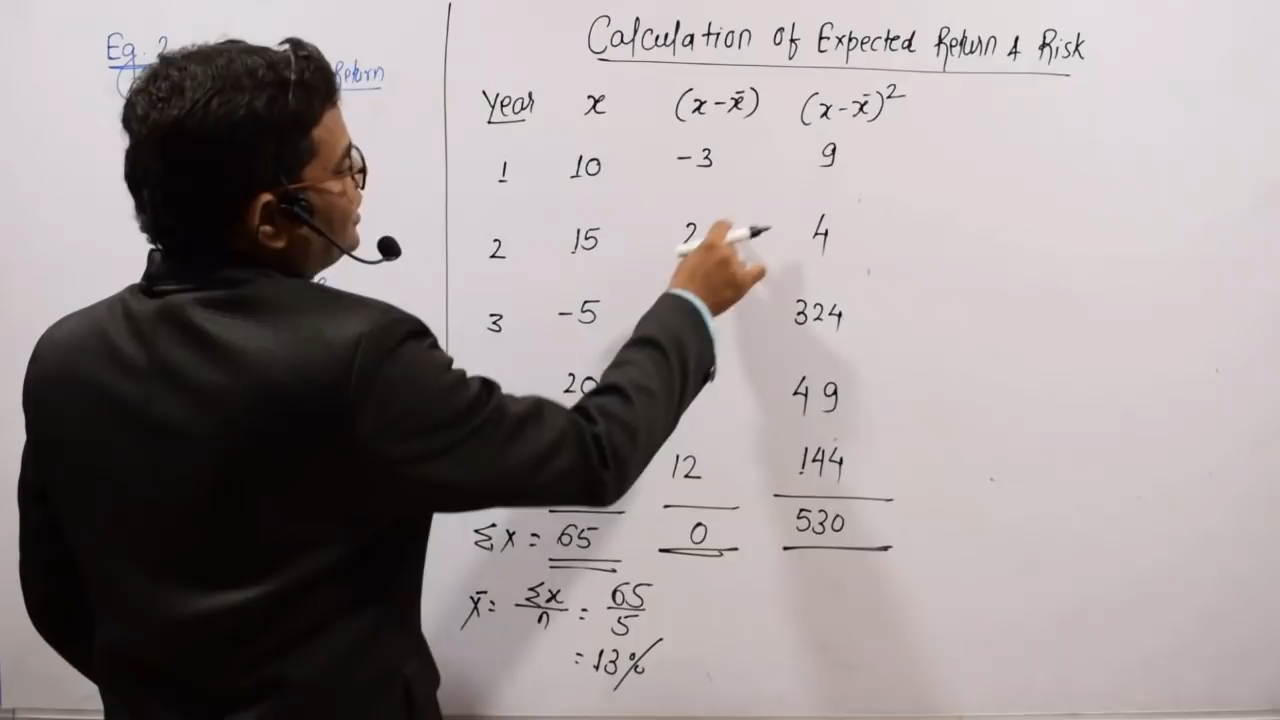 Eg. 2
Return
Calculation of Expected Return & Risk
Year x (x-x̄) (x-x̄)²
1 10 -3 9
2 15 2 4
3 -5 324
20 49
12 144
Σx = 65 0 530
x̄ = Σx/n = 65/5
= 13%